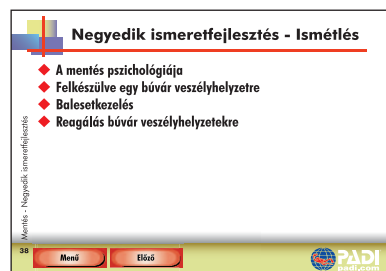 Negyedik ismeretfejlesztés - Ismétlés
A mentés pszichológiája
Felkészülve egy búvár veszélyhelyzetre
Balesetkezelés
Reagálás búvár veszélyhelyzetekre
Mentés - Negyedik ismeretfejlesztés
38
Menü
Előző
PADI
padi.com